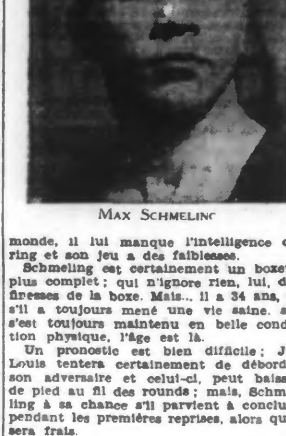 MAX SCHMELING
monde, il lui manque l'intelligence
ring et son jeu a des faiblesses.
Schmeling est certainement un boxe
plus complet ; qui n'ignore rien, lui, d
finesses de la boxe. Mais... il a 34 ans,
s'il a toujours mené une vie saine.
s'est toujours maintenu en belle cond
tion physique, l'âge est là.
Un pronostic est bien difficile ; J
Louis tentera certainement de débord
son adversaire et celui-ci, peut baiss
de pied au fil des rounds ; mais, Schm
ling a sa chance s'il parvient à conclu
pendant les premières reprises, alors qu
sera frais.